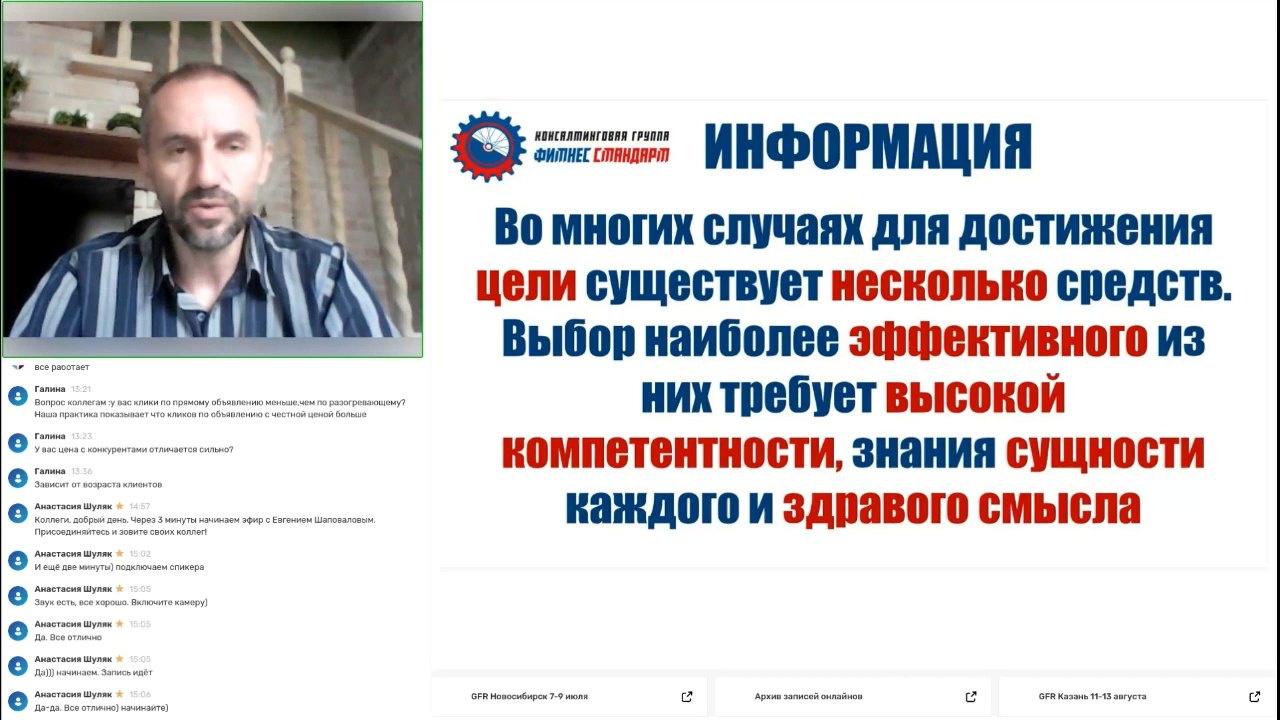 все работает
Галина 13:21
Вопрос коллегам :у вас клики по прямому объявлению меньше,чем по разогревающему?
Наша практика показывает что кликов по объявлению с честной ценой больше
Галина 13:23
У вас цена с конкурентами отличается сильно?
Галина 13:36
Зависит от возраста клиентов
Анастасия Шуляк 14:57
Коллеги, добрый день. Через 3 минуты начинаем эфир с Евгением Шаповаловым.
Присоединяйтесь и зовите своих коллег!
Анастасия Шуляк 15:02
И ещё две минуты) подключаем спикера
Анастасия Шуляк 15:05
Звук есть, все хорошо. Включите камеру)
Анастасия Шуляк 15:05
Да. Все отлично
Анастасия Шуляк 15:05
Да))) начинаем. Запись идёт
Анастасия Шуляк 15:06
Да-да. Все отлично) начинайте)
КОНСАЛТИНГОВАЯ ГРУППА
ФИТНЕС СТАНДАРТ
ИНФОРМАЦИЯ
Во многих случаях для достижения
цели существует несколько средств.
Выбор наиболее эффективного из
них требует высокой
компетентности, знания сущности
каждого и здравого смысла
GFR Новосибирск 7-9 июля
Архив записей онлайнов
GFR Казань 11-13 августа